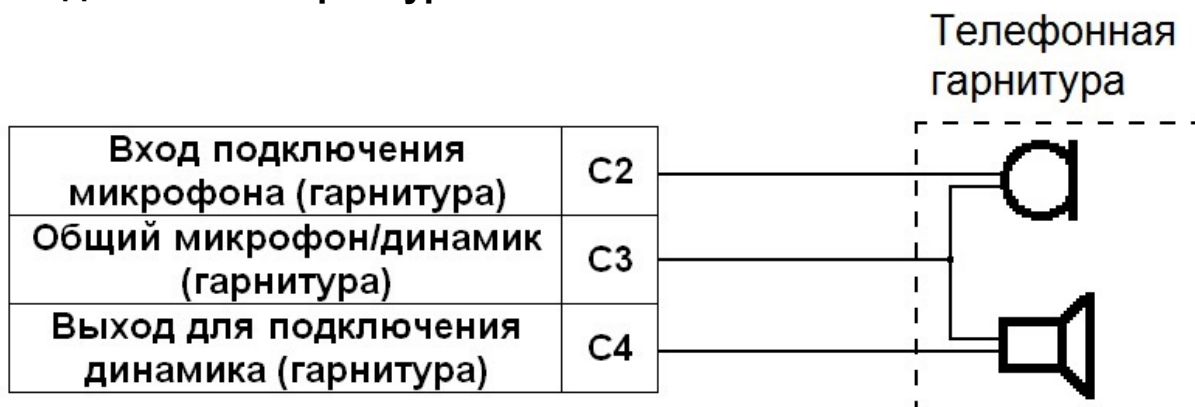 Телефонная
гарнитура
Вход подключения
микрофона (гарнитура)
C2
Общий микрофон/динамик
(гарнитура)
C3
Выход для подключения
динамика (гарнитура)
C4